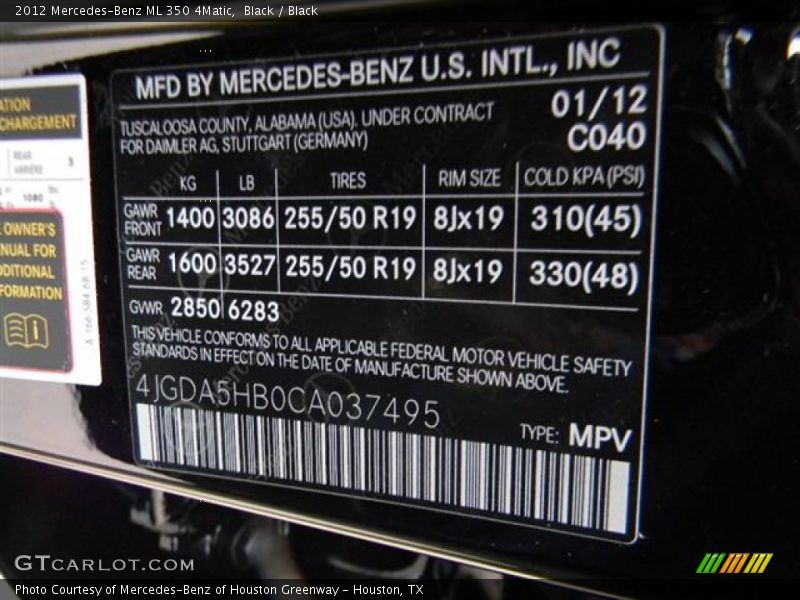 2012 Mercedes-Benz ML 350 4Matic, Black / Black
MFD BY MERCEDES-BENZ U.S. INTL., INC
TUSCALOOSA COUNTY, ALABAMA (USA), UNDER CONTRACT
FOR DAIMLER AG, STUTTGART (GERMANY)
01/12
C040
KG LB TIRES RIM SIZE COLD KPA(PSI)
GAWR FRONT 1400 3086 255/50 R19 8Jx19 310(45)
GAWR REAR 1600 3527 255/50 R19 8Jx19 330(48)
GVWR 2850 6283
THIS VEHICLE CONFORMS TO ALL APPLICABLE FEDERAL MOTOR VEHICLE SAFETY
STANDARDS IN EFFECT ON THE DATE OF MANUFACTURE SHOWN ABOVE.
4JGDA5HB0CA037495
TYPE: MPV
CHARGEMENT
REAR
ARRIÈRE
3
1080 lbs.
OWNER'S
FOR
GTcarlot.com
Photo Courtesy of Mercedes-Benz of Houston Greenway - Houston, TX